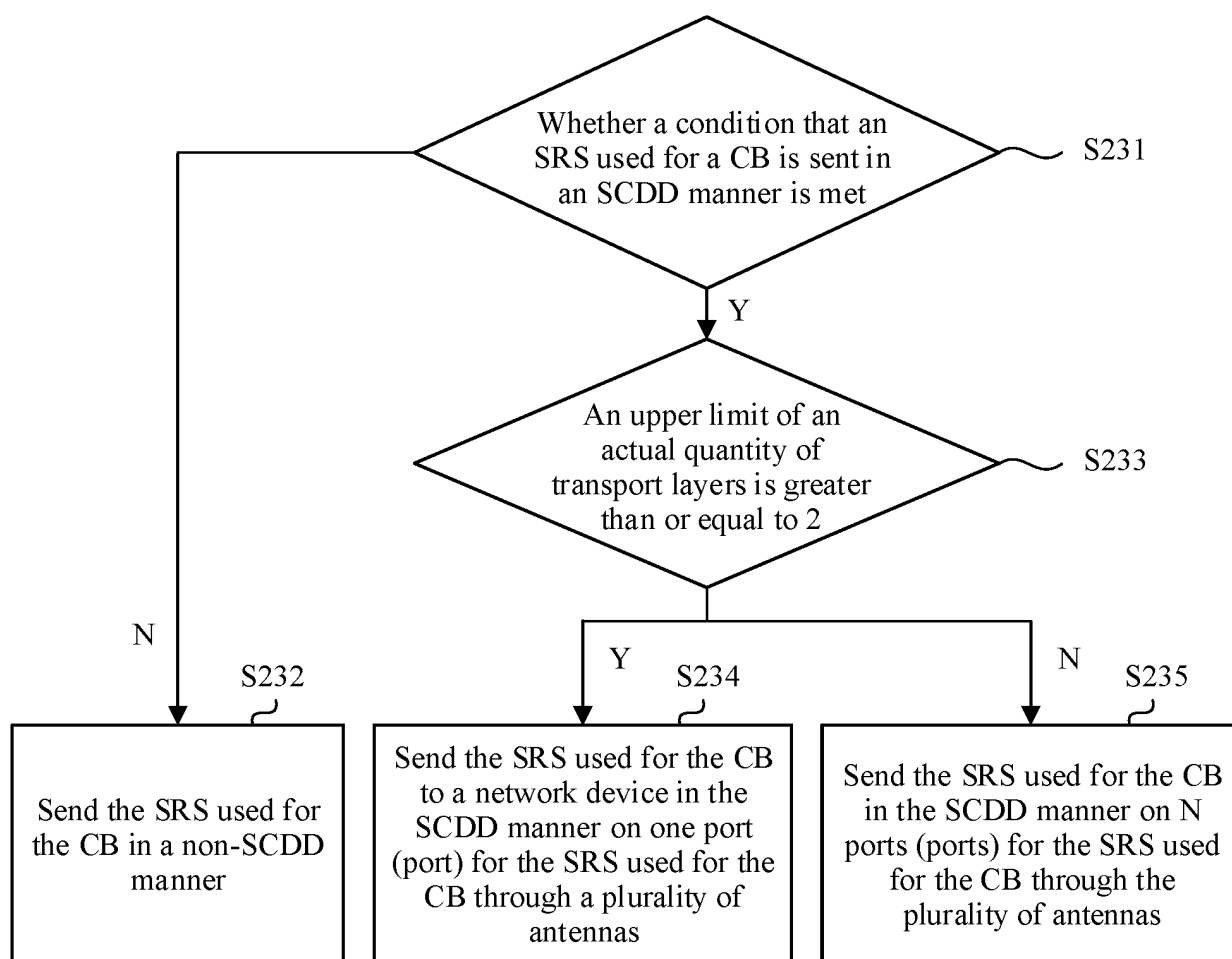 Whether a condition that an
SRS used for a CB is sent in
an SCDD manner is met
S231
Y
An upper limit of an
actual quantity of
transport layers is greater
than or equal to 2
S233
N
Y
N
S232
S234
S235
Send the SRS used for
the CB in a non-SCDD
manner
Send the SRS used for the CB
to a network device in the
SCDD manner on one port
(port) for the SRS used for the
CB through a plurality of
antennas
Send the SRS used for the CB
in the SCDD manner on N
ports (ports) for the SRS used
for the CB through the
plurality of antennas